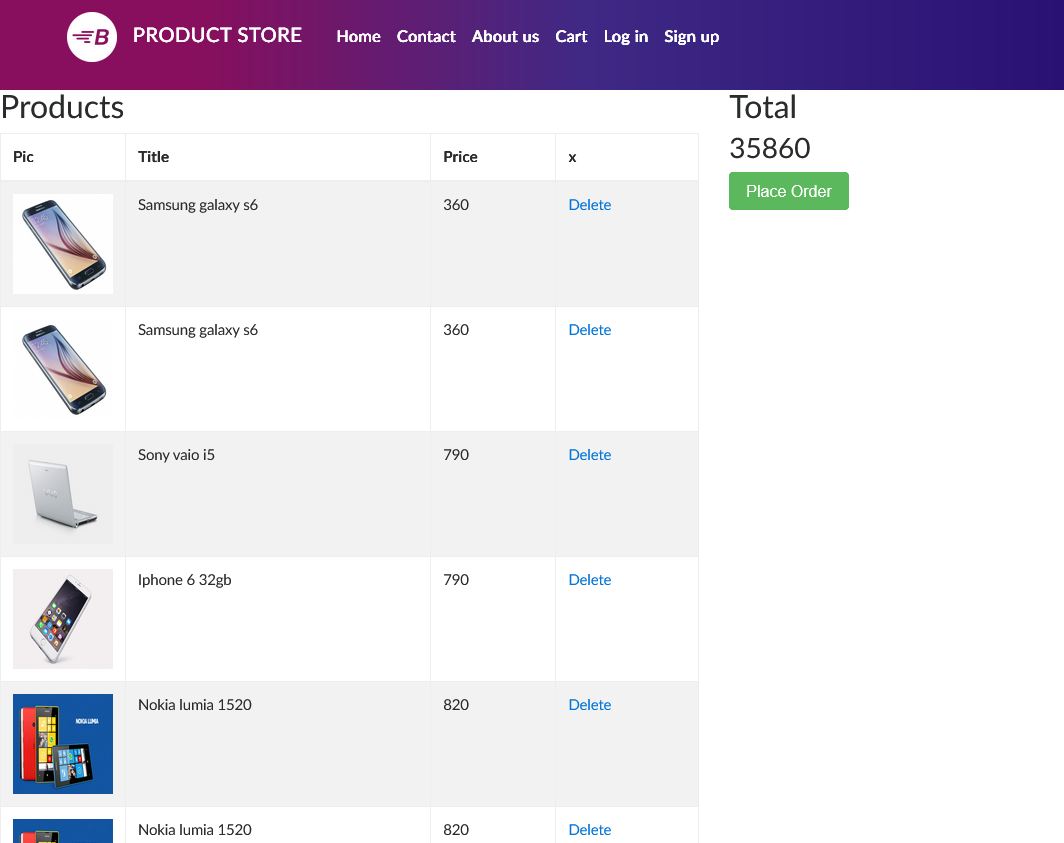 B PRODUCT STORE Home Contact About us Cart Log in Sign up
Products
Pic Title Price x
Samsung galaxy s6 360 Delete
Samsung galaxy s6 360 Delete
Sony vaio i5 790 Delete
Iphone 6 32gb 790 Delete
NOKIA LUMIA
Nokia lumia 1520 820 Delete
Nokia lumia 1520 820 Delete
Total
35860
Place Order